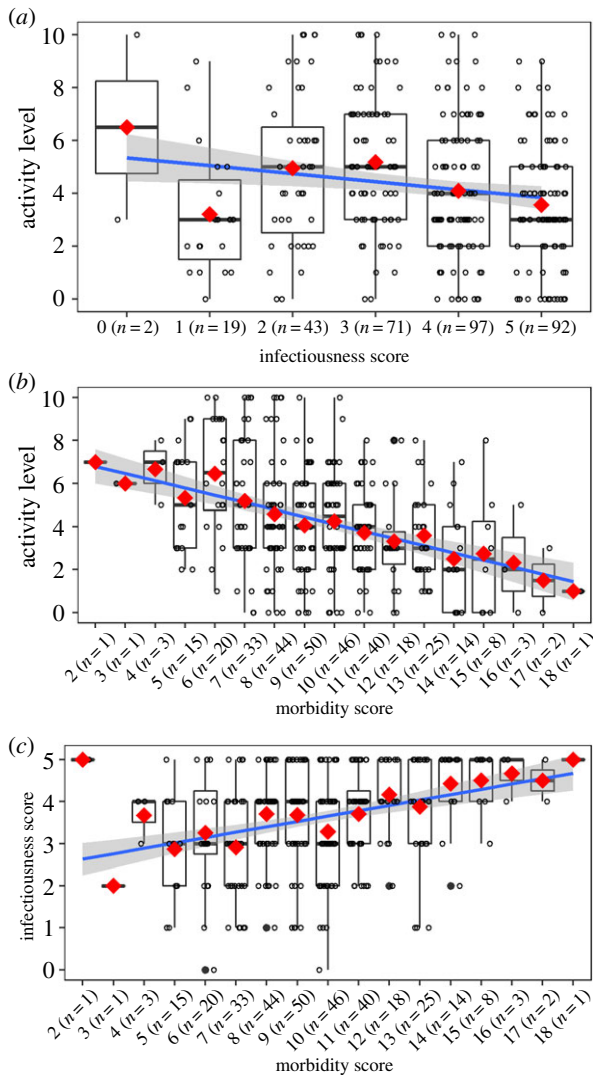 (a)
10
8
6
4
2
0
activity level
0 (n = 2) 1 (n = 19) 2 (n = 43) 3 (n = 71) 4 (n = 97) 5 (n = 92)
infectiousness score
(b)
10
8
6
4
2
0
activity level
2 (n = 1) 3 (n = 1) 4 (n = 3) 5 (n = 15) 6 (n = 20) 7 (n = 33) 8 (n = 44) 9 (n = 50) 10 (n = 46) 11 (n = 40) 12 (n = 18) 13 (n = 25) 14 (n = 14) 15 (n = 8) 16 (n = 3) 17 (n = 2) 18 (n = 1)
morbidity score
(c)
5
4
3
2
1
0
infectiousness score
2 (n = 1) 3 (n = 1) 4 (n = 3) 5 (n = 15) 6 (n = 20) 7 (n = 33) 8 (n = 44) 9 (n = 50) 10 (n = 46) 11 (n = 40) 12 (n = 18) 13 (n = 25) 14 (n = 14) 15 (n = 8) 16 (n = 3) 17 (n = 2) 18 (n = 1)
morbidity score